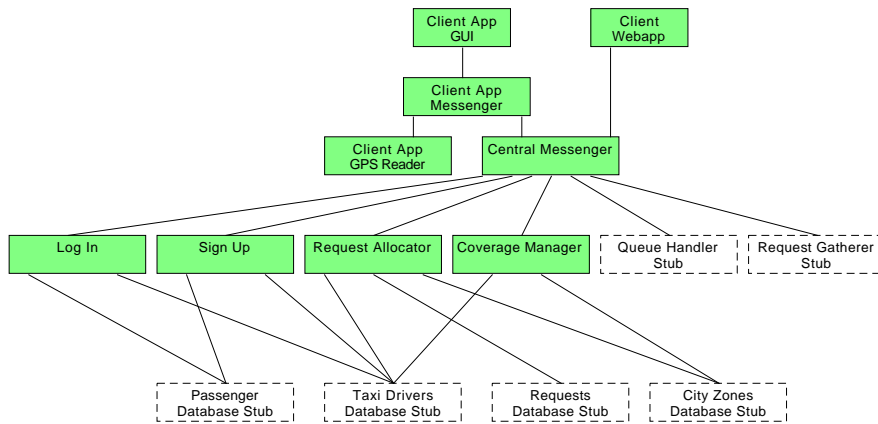 Client App
GUI
Client
Webapp
Client App
Messenger
Client App
GPS Reader
Central Messenger
Log In
Sign Up
Request Allocator
Coverage Manager
Queue Handler
Stub
Request Gatherer
Stub
Passenger
Database Stub
Taxi Drivers
Database Stub
Requests
Database Stub
City Zones
Database Stub